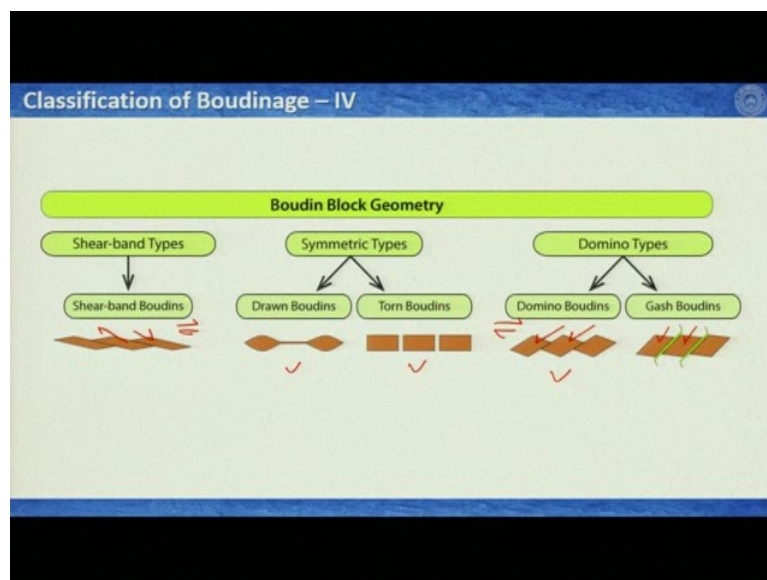 Classification of Boudinage – IV
Boudin Block Geometry
Shear-band Types
Symmetric Types
Domino Types
Shear-band Boudins
Drawn Boudins
Torn Boudins
Domino Boudins
Gash Boudins